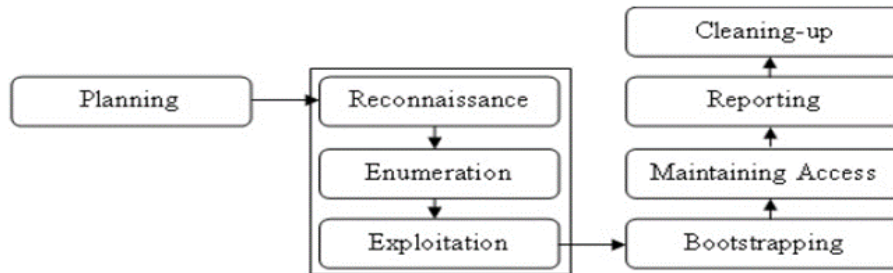 Planning
Reconnaissance
Enumeration
Exploitation
Bootstrapping
Maintaining Access
Reporting
Cleaning-up